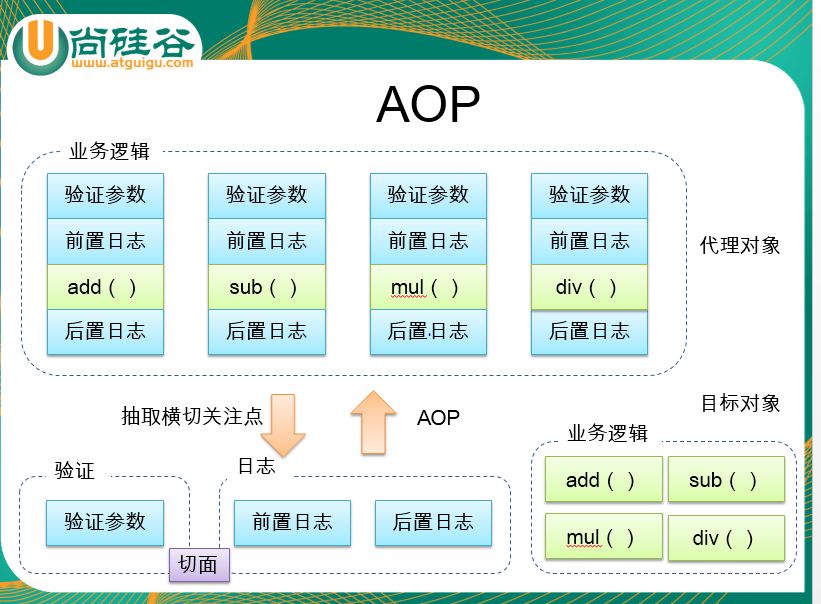 尚硅谷
www.atguigu.com
AOP
业务逻辑
验证参数 验证参数 验证参数 验证参数
前置日志 前置日志 前置日志 前置日志
add（ ） sub（ ） mul（ ） div（ ）
后置日志 后置日志 后置日志 后置日志
代理对象
抽取横切关注点
AOP
目标对象
验证
验证参数
日志
前置日志 后置日志
切面
业务逻辑
add（ ） sub（ ）
mul（ ） div（ ）